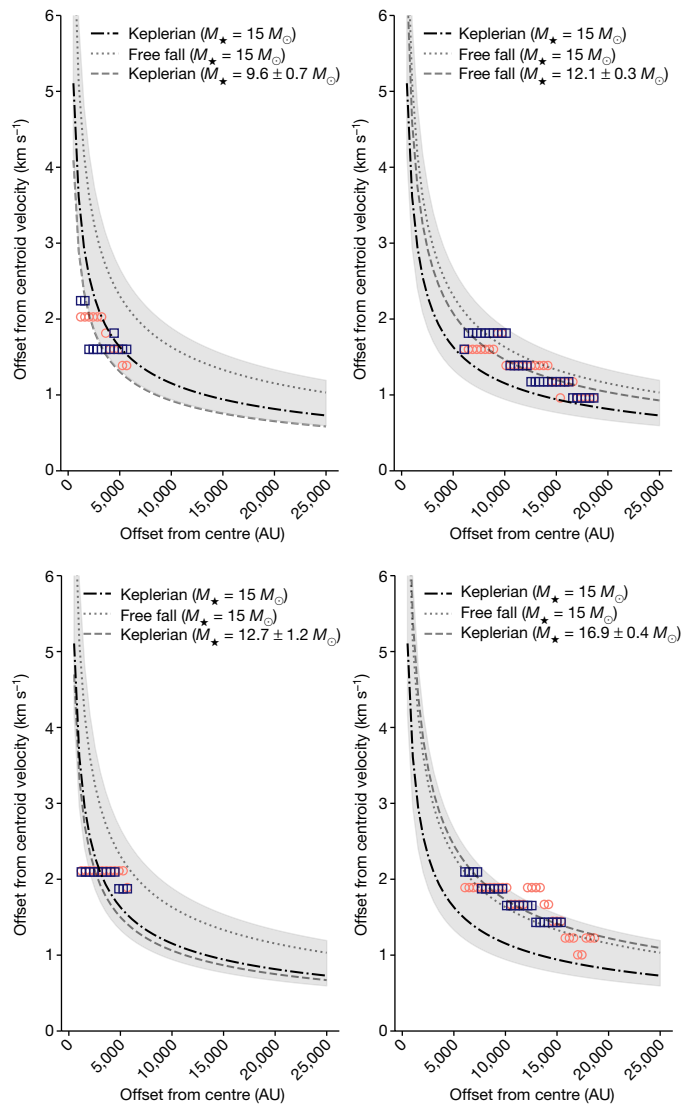 6
5
4
3
2
1
0
Offset from centroid velocity (km s⁻¹)
Keplerian (M★ = 15 M☉)
Free fall (M★ = 15 M☉)
Keplerian (M★ = 9.6 ± 0.7 M☉)
0
5,000
10,000
15,000
20,000
25,000
Offset from centre (AU)
6
5
4
3
2
1
0
Offset from centroid velocity (km s⁻¹)
Keplerian (M★ = 15 M☉)
Free fall (M★ = 15 M☉)
Free fall (M★ = 12.1 ± 0.3 M☉)
0
5,000
10,000
15,000
20,000
25,000
Offset from centre (AU)
6
5
4
3
2
1
0
Offset from centroid velocity (km s⁻¹)
Keplerian (M★ = 15 M☉)
Free fall (M★ = 15 M☉)
Keplerian (M★ = 12.7 ± 1.2 M☉)
0
5,000
10,000
15,000
20,000
25,000
Offset from centre (AU)
6
5
4
3
2
1
0
Offset from centroid velocity (km s⁻¹)
Keplerian (M★ = 15 M☉)
Free fall (M★ = 15 M☉)
Keplerian (M★ = 16.9 ± 0.4 M☉)
0
5,000
10,000
15,000
20,000
25,000
Offset from centre (AU)